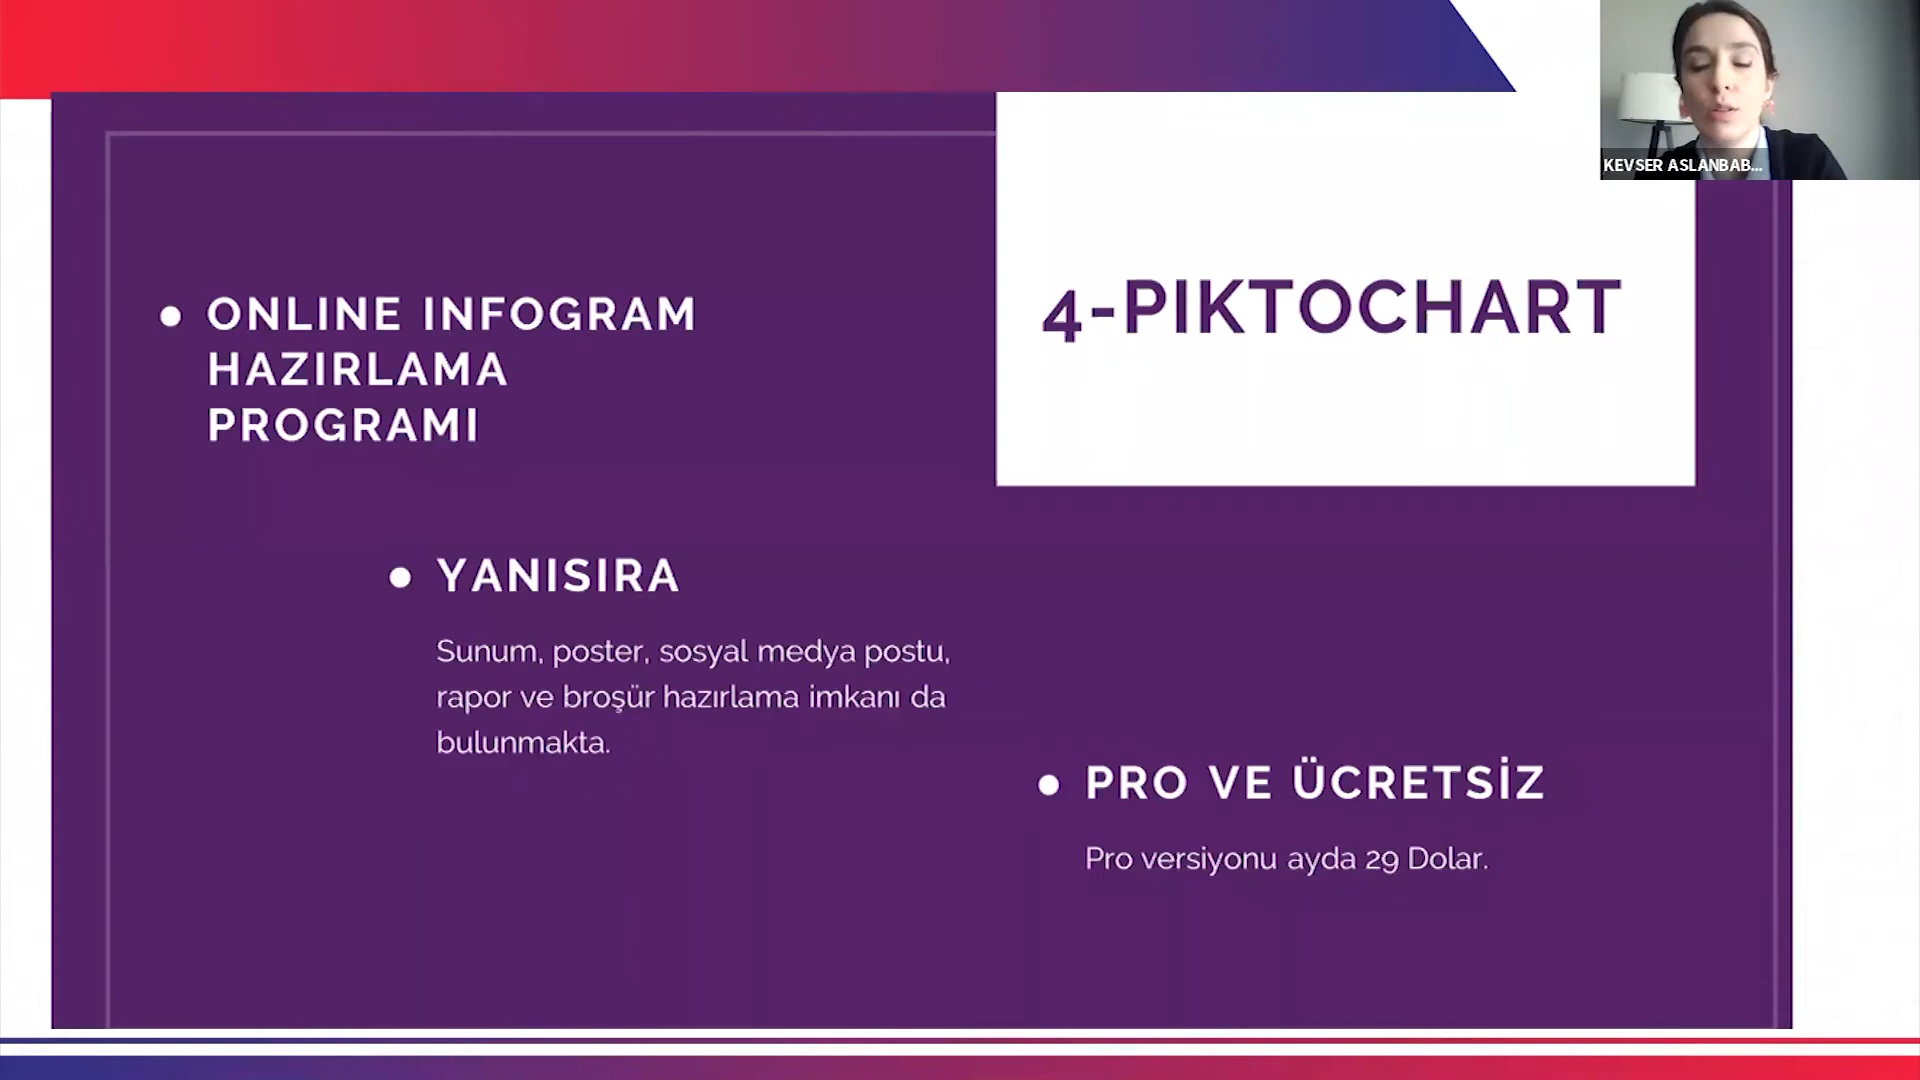 KEVSER ASLANBAB...
4-PIKTOCHART
● ONLINE INFOGRAM
HAZIRLAMA
PROGRAMI
● YANISIRA
Sunum, poster, sosyal medya postu,
rapor ve broşür hazırlama imkanı da
bulunmakta.
● PRO VE ÜCRETSİZ
Pro versiyonu ayda 29 Dolar.